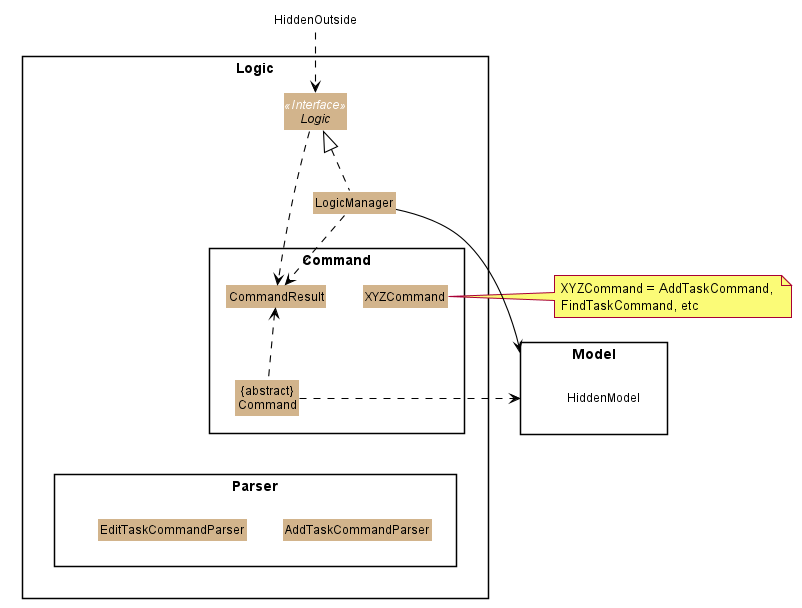 HiddenOutside
Logic
«Interface»
Logic
LogicManager
Command
CommandResult
XYZCommand
XYZCommand = AddTaskCommand,
FindTaskCommand, etc
Model
{abstract}
Command
HiddenModel
Parser
EditTaskCommandParser
AddTaskCommandParser